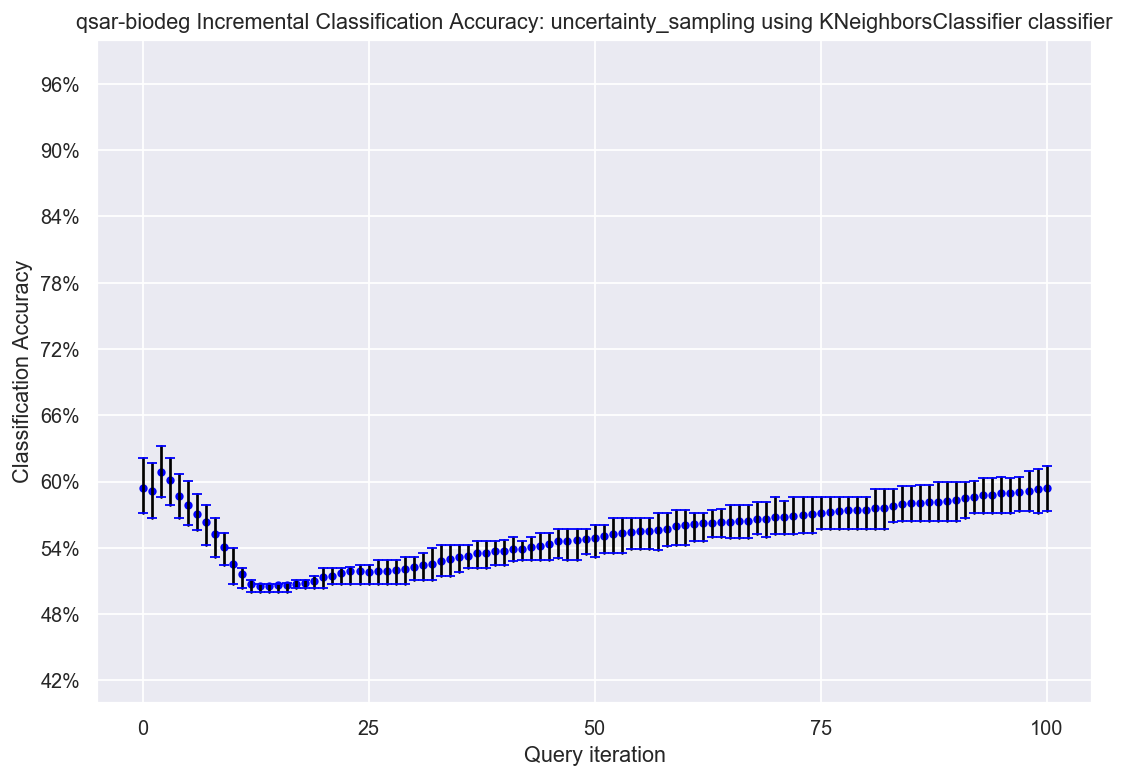 qsar-biodeg Incremental Classification Accuracy: uncertainty_sampling using KNeighborsClassifier classifier
96%
90%
84%
78%
72%
66%
60%
54%
48%
42%
Classification Accuracy
0 25 50 75 100
Query iteration